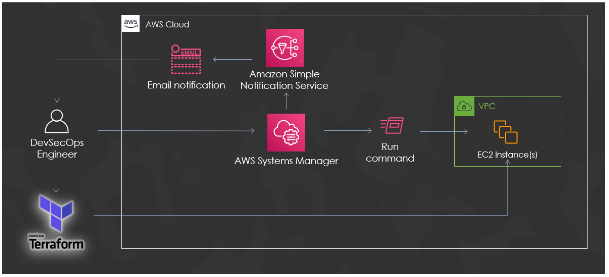 aws
AWS Cloud
EMAIL
Email notification
Amazon Simple
Notification Service
DevSecOps
Engineer
AWS Systems Manager
Run
command
VPC
EC2 Instance(s)
Terraform